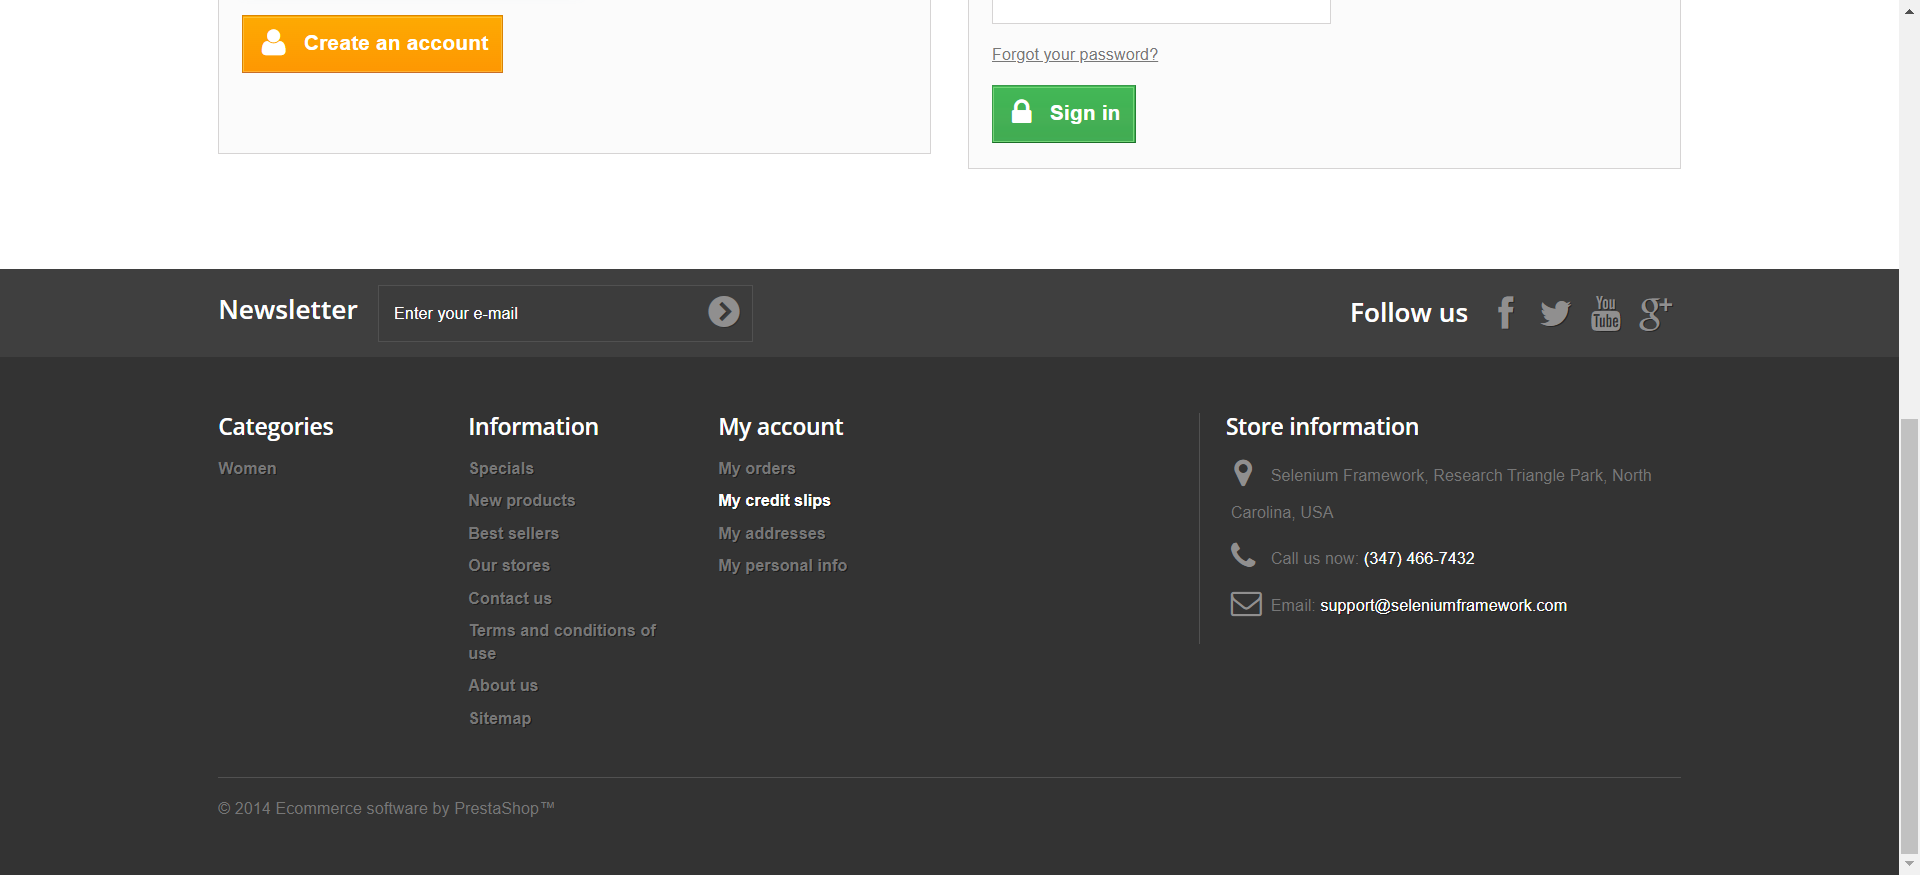 Create an account
Forgot your password?
Sign in
Newsletter
Enter your e-mail
Follow us
You
Tube
g+
Categories
Women
Information
Specials
New products
Best sellers
Our stores
Contact us
Terms and conditions of
use
About us
Sitemap
My account
My orders
My credit slips
My addresses
My personal info
Store information
Selenium Framework, Research Triangle Park, North
Carolina, USA
Call us now: (347) 466-7432
Email: support@seleniumframework.com
© 2014 Ecommerce software by PrestaShop™